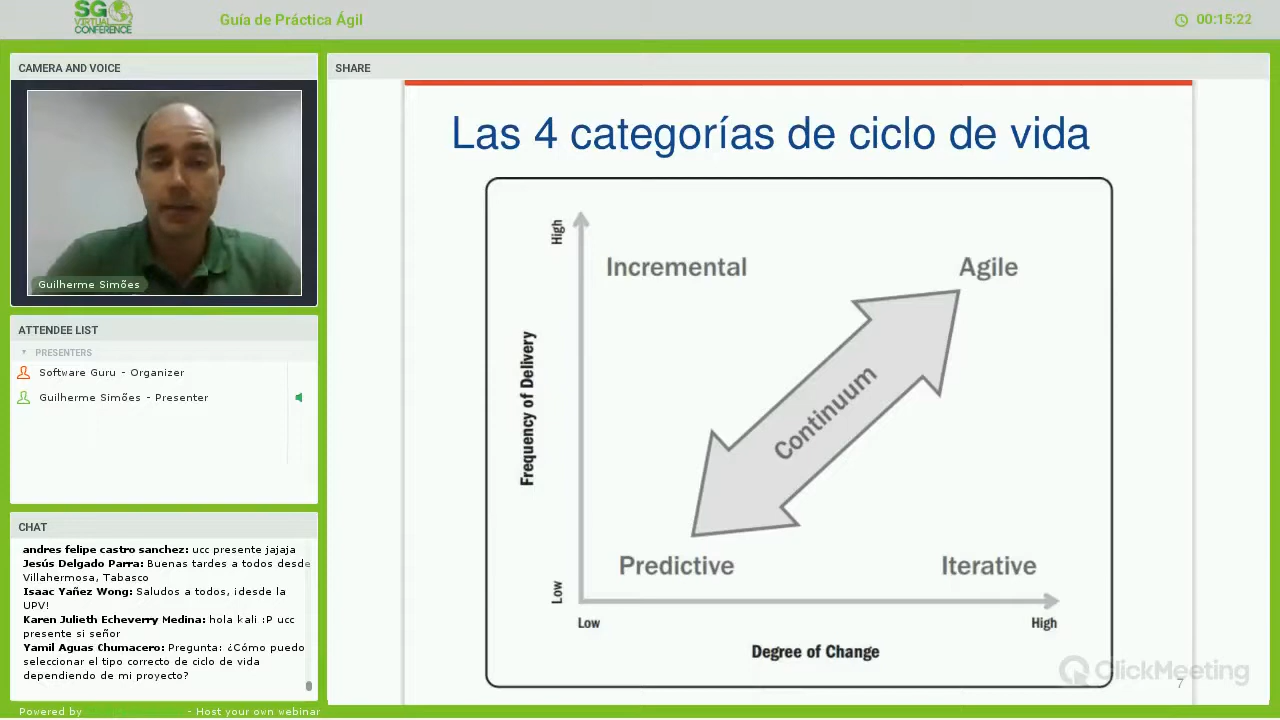 SG
VIRTUAL
CONFERENCE
Guía de Práctica Ágil
00:15:22
CAMERA AND VOICE
Guilherme Simões
ATTENDEE LIST
PRESENTERS
Software Guru - Organizer
Guilherme Simões - Presenter
CHAT
andres felipe castro sanchez: ucc presente jajaja
Jesús Delgado Parra: Buenas tardes a todos desde
Villahermosa, Tabasco
Isaac Yañez Wong: Saludos a todos, ¡desde la
UPV!
Karen Julieth Echeverry Medina: hola kali :P ucc
presente si señor
Yamil Aguas Chumacero: Pregunta: ¿Cómo puedo
seleccionar el tipo correcto de ciclo de vida
dependiendo de mi proyecto?
Powered by
- Host your own webinar
SHARE
Las 4 categorías de ciclo de vida
High
Incremental
Agile
Frequency of Delivery
Continuum
Predictive
Iterative
Low
Low
High
Degree of Change
ClickMeeting
7